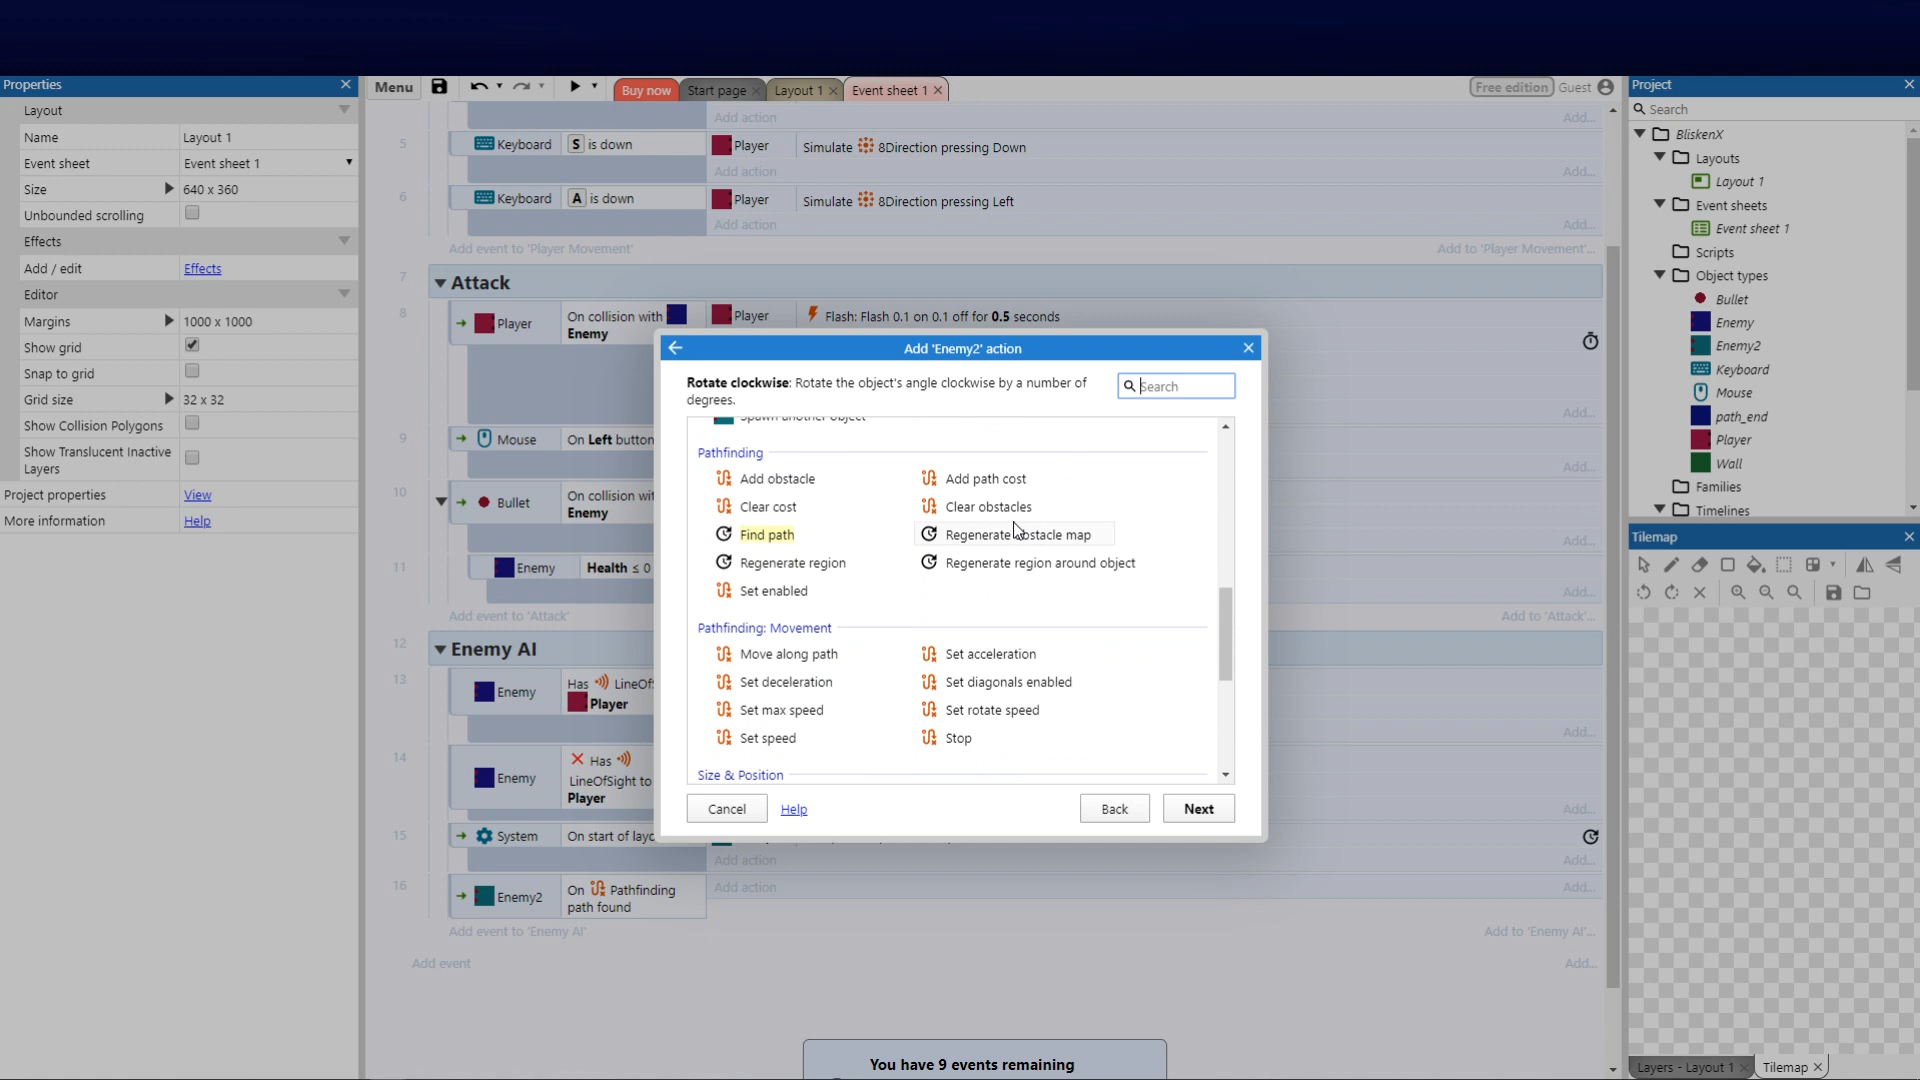 Properties
Layout
Name Layout 1
Event sheet Event sheet 1
Size 640 x 360
Unbounded scrolling
Effects
Add / edit Effects
Editor
Margins 1000 x 1000
Show grid
Snap to grid
Grid size 32 x 32
Show Collision Polygons
Show Translucent Inactive
Layers
Project properties View
More information Help
Menu
Buy now
Start page
Layout 1
Event sheet 1
Free edition
Guest
Add action Add...
5 Keyboard S is down Player Simulate 8Direction pressing Down
Add action Add...
6 Keyboard A is down Player Simulate 8Direction pressing Left
Add action Add...
Add event to 'Player Movement' Add to 'Player Movement'...
7 Attack
8 Player On collision with
Enemy
Player Flash: Flash 0.1 on 0.1 off for 0.5 seconds
Add...
9 Mouse On Left button
Add...
10 Bullet On collision wit
Enemy
Add...
11 Enemy Health ≤ 0
Add...
Add event to 'Attack' Add to 'Attack'...
12 Enemy AI
13 Enemy Has LineOfS
Player
Add...
14 Enemy Has
LineOfSight to
Player
Add...
15 System On start of layo
Add action Add...
16 Enemy2 On Pathfinding
path found
Add action Add...
Add event to 'Enemy AI' Add to 'Enemy AI'...
Add event Add...
You have 9 events remaining
Add 'Enemy2' action
Rotate clockwise: Rotate the object's angle clockwise by a number of
degrees.
Search
Spawn another object
Pathfinding
Add obstacle Add path cost
Clear cost Clear obstacles
Find path Regenerate obstacle map
Regenerate region Regenerate region around object
Set enabled
Pathfinding: Movement
Move along path Set acceleration
Set deceleration Set diagonals enabled
Set max speed Set rotate speed
Set speed Stop
Size & Position
Cancel Help Back Next
Project
Search
BliskenX
Layouts
Layout 1
Event sheets
Event sheet 1
Scripts
Object types
Bullet
Enemy
Enemy2
Keyboard
Mouse
path_end
Player
Wall
Families
Timelines
Tilemap
Layers - Layout 1
Tilemap